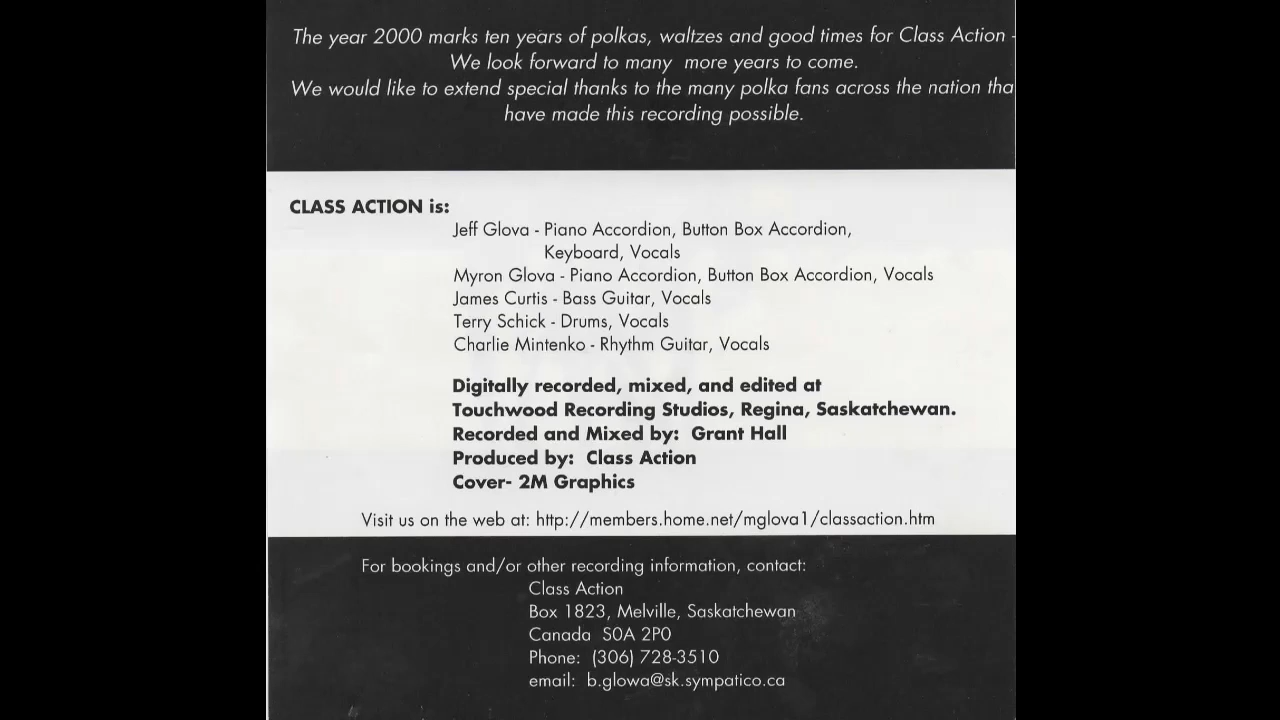 The year 2000 marks ten years of polkas, waltzes and good times for Class Action -
We look forward to many more years to come.
We would like to extend special thanks to the many polka fans across the nation tha
have made this recording possible.
CLASS ACTION is:
Jeff Glova - Piano Accordion, Button Box Accordion,
Keyboard, Vocals
Myron Glova - Piano Accordion, Button Box Accordion, Vocals
James Curtis - Bass Guitar, Vocals
Terry Schick - Drums, Vocals
Charlie Mintenko - Rhythm Guitar, Vocals
Digitally recorded, mixed, and edited at
Touchwood Recording Studios, Regina, Saskatchewan.
Recorded and Mixed by: Grant Hall
Produced by: Class Action
Cover- 2M Graphics
Visit us on the web at: http://members.home.net/mglova1/classaction.htm
For bookings and/or other recording information, contact:
Class Action
Box 1823, Melville, Saskatchewan
Canada S0A 2P0
Phone: (306) 728-3510
email: b.glowa@sk.sympatico.ca